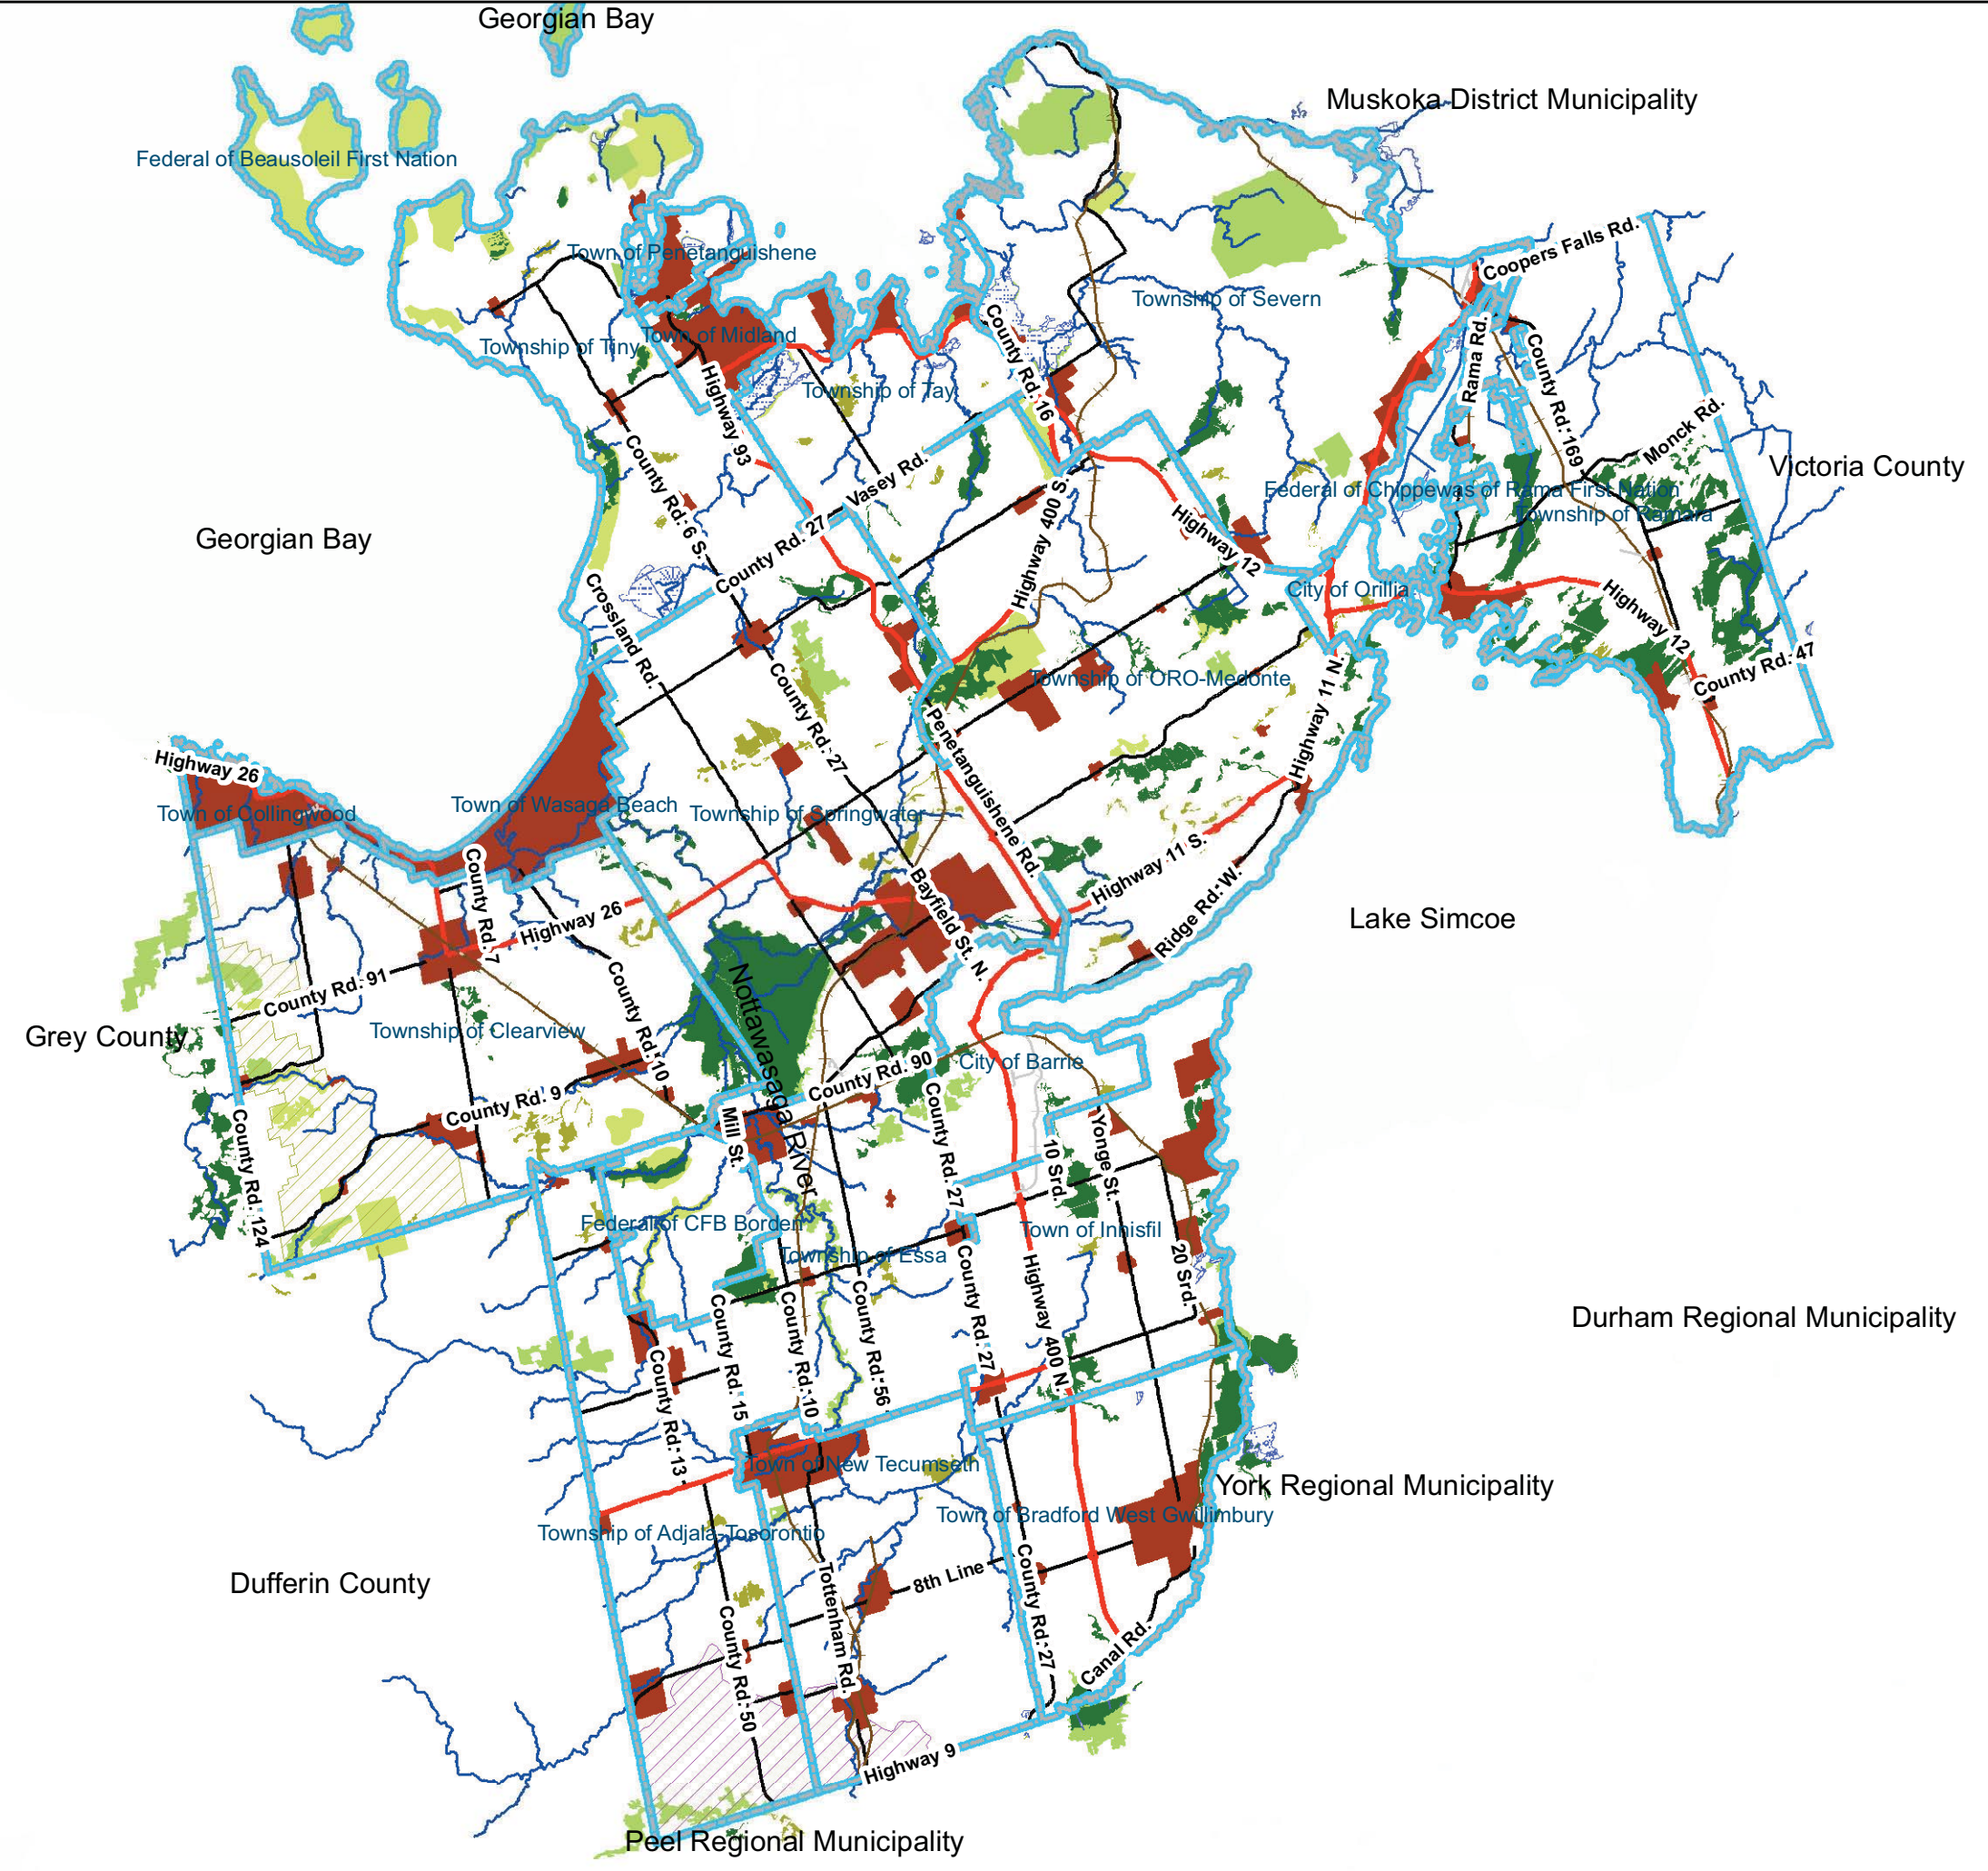 Georgian Bay
Muskoka District Municipality
Federal of Beausoleil First Nation
Coopers Falls Rd.
Town of Penetanguishene
Township of Severn
Town of Midland
Township of Tiny
County Rd. 16
Rama Rd.
County Rd. 169
Highway 93
Township of Tay
Monck Rd.
Victoria County
County Rd. 6 S.
Vasey Rd.
Federal of Chippewas of Rama First Nation
Township of Ramara
Georgian Bay
County Rd. 27
Highway 400 S.
Highway 12
City of Orillia
Highway 12
Crossland Rd.
County Rd. 47
Township of ORO-Medonte
County Rd. 27
Highway 11 N.
Penetanguishene Rd.
Highway 26
Town of Collingwood
Town of Wasaga Beach
Township of Springwater
County Rd. 7
Highway 26
Bayfield St. N.
Highway 11 S.
Ridge Rd. W.
Lake Simcoe
County Rd. 91
Nottawasaga River
Grey County
Township of Clearview
County Rd. 10
City of Barrie
County Rd. 90
County Rd. 9
County Rd. 124
Mill St.
County Rd. 27
10 Srd.
Yonge St.
Federal of CFB Borden
Township of Essa
Town of Innisfil
20 Srd.
County Rd. 27
Highway 400 N.
Durham Regional Municipality
County Rd. 13
County Rd. 15
County Rd. 10
County Rd. 56
Town of New Tecumseth
York Regional Municipality
Town of Bradford West Gwillimbury
Township of Adjala-Tosorontio
Dufferin County
8th Line
Tottenham Rd.
County Rd. 27
County Rd. 50
Canal Rd.
Highway 9
Peel Regional Municipality